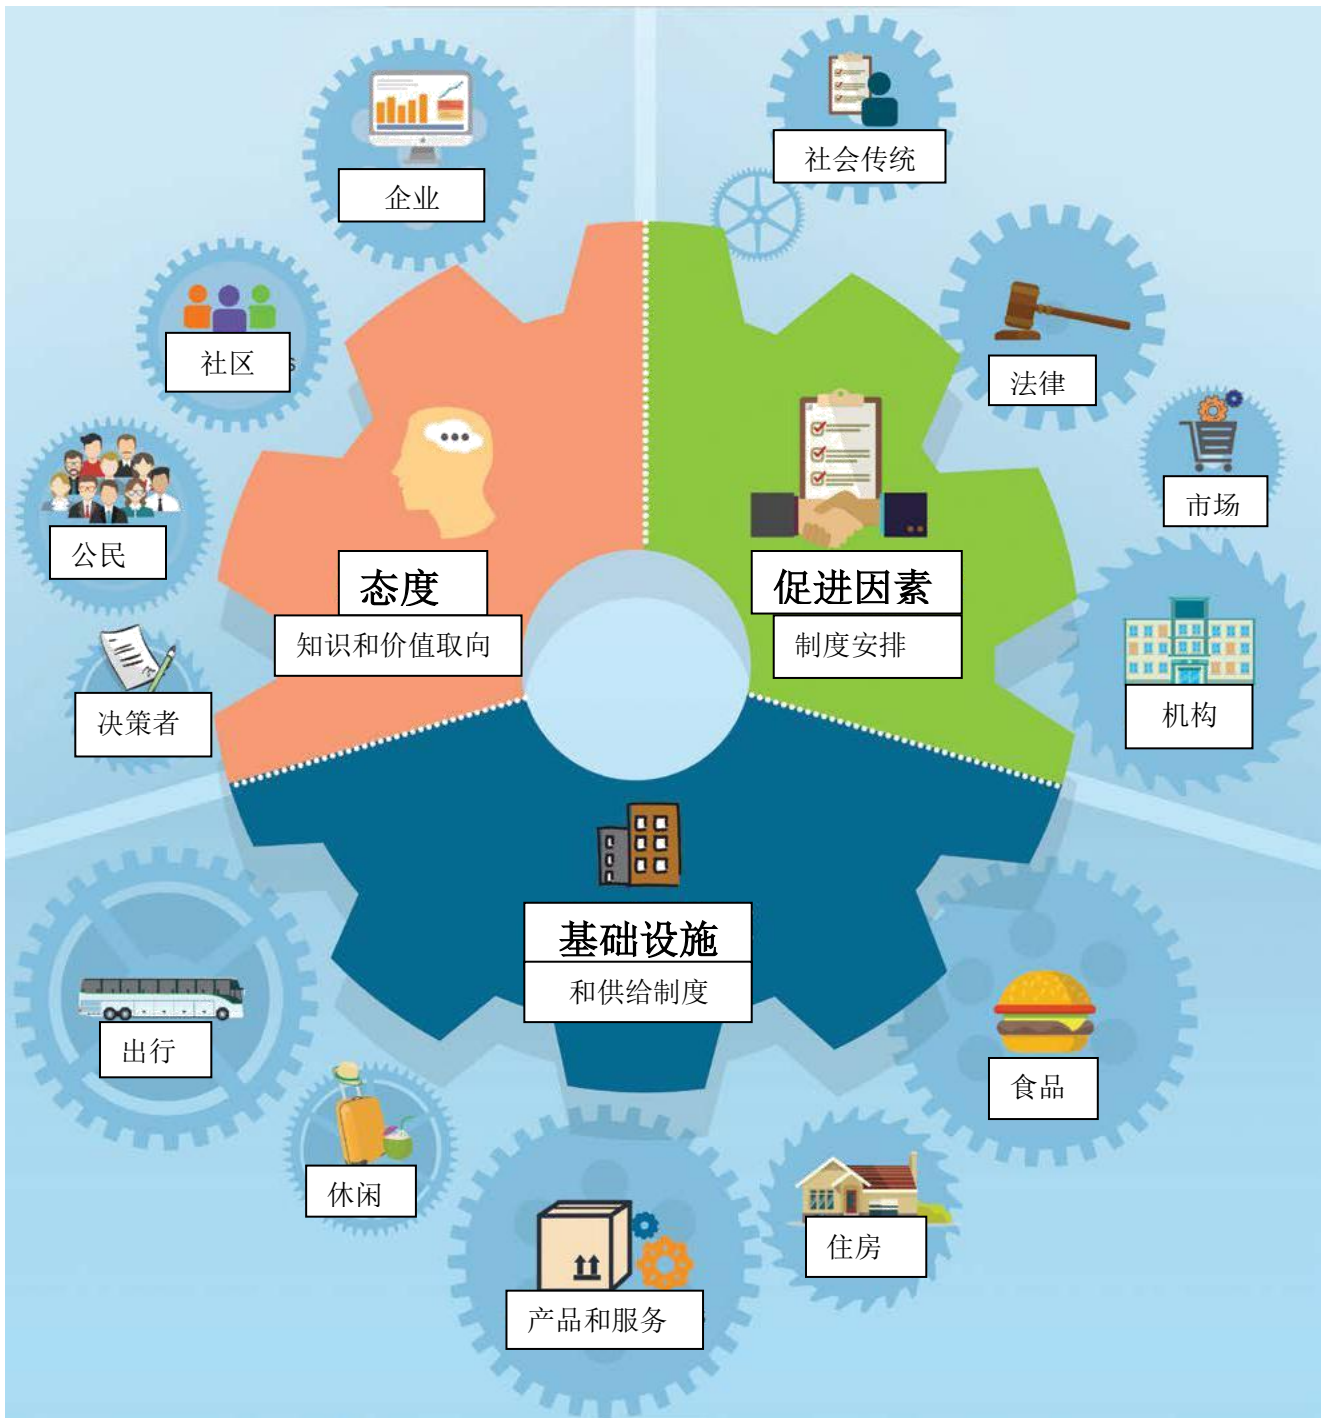 企业
社会传统
社区
s
法律
市场
公民
态度
知识和价值取向
促进因素
制度安排
决策者
机构
基础设施
和供给制度
出行
食品
休闲
住房
产品和服务